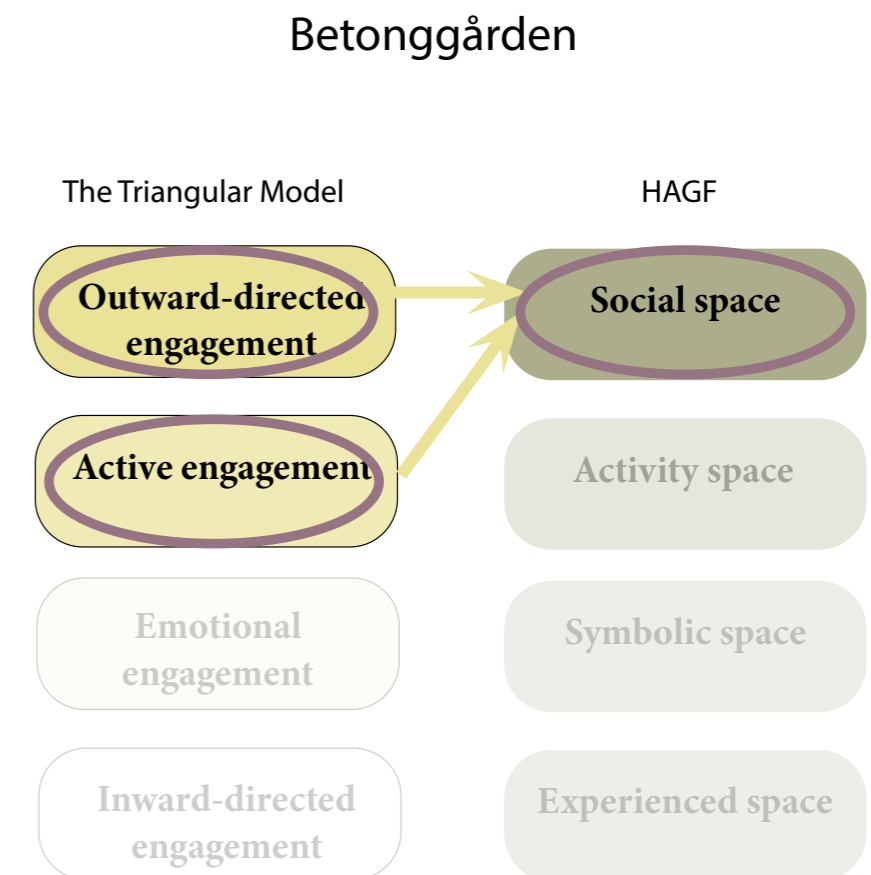 Betonggården
The Triangular Model
HAGF
Outward-directed
engagement
Social space
Active engagement
Activity space
Emotional
engagement
Symbolic space
Inward-directed
engagement
Experienced space